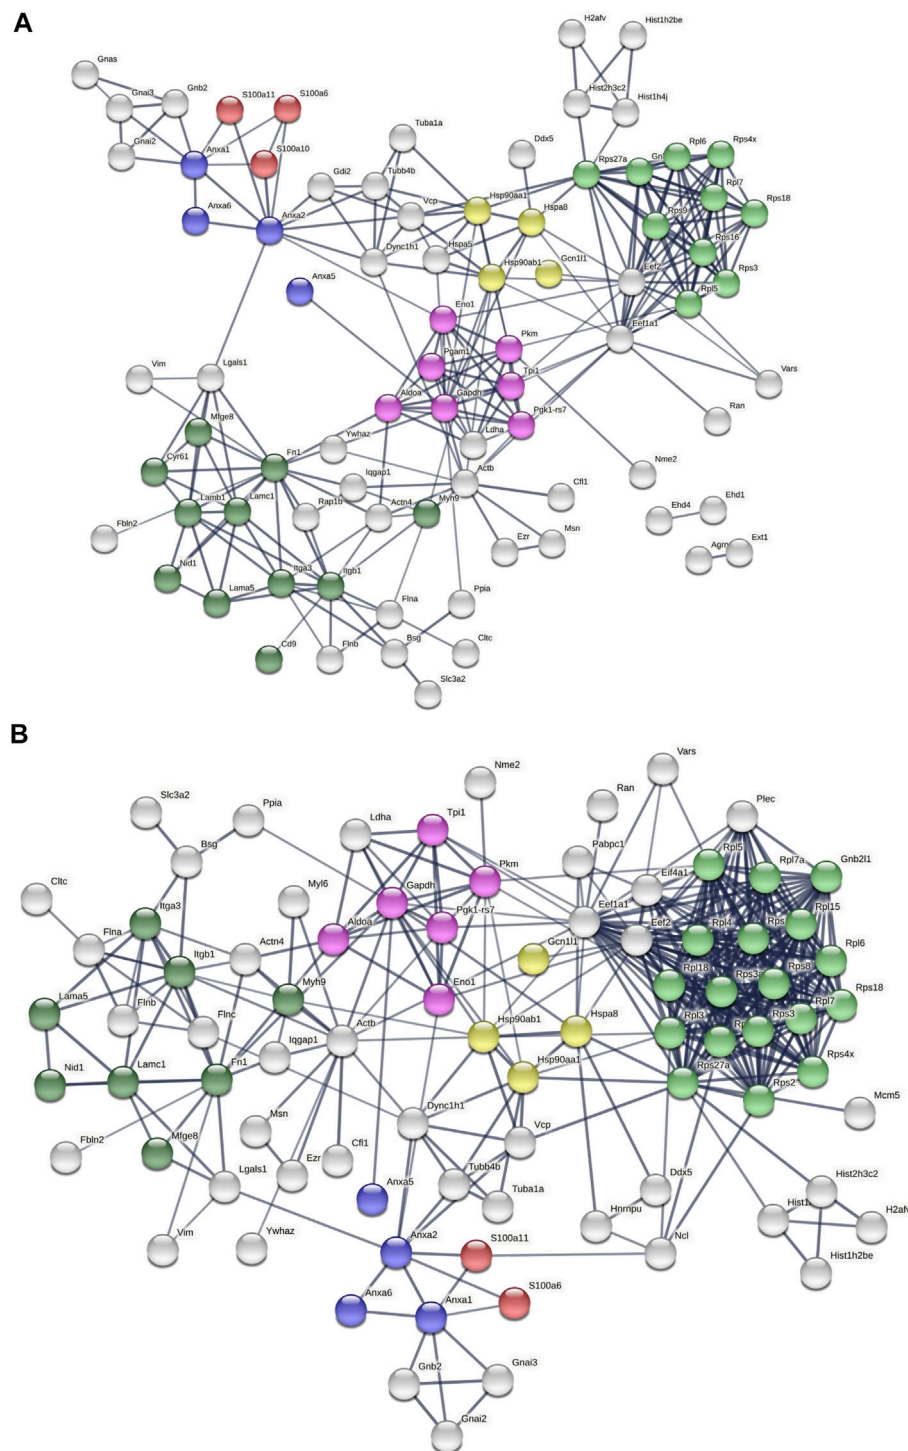 A
H2afv
Hist1h2be
Gnas
Gnai3
Gnb2
S100a11
S100a6
Hist2h3c2
Hist1h4j
Gnai2
Anxa1
S100a10
Tuba1a
Ddx5
Rpl6
Rps4x
Rps27a
Gn
Gdi2
Tubb4b
Rpl7
Anxa6
Anxa2
Vcp
Hsp90aa1
Hspa8
Rps9
Rps18
Dync1h1
Hspa5
Rps16
Anxa5
Hsp90ab1
Gcn1l1
Eef2
Rps3
Rpl5
Eno1
Eef1a1
Pkm
Vim
Lgals1
Pgam1
Tpi1
Vars
Aldoa
Gapdh
Mfge8
Pgk1-rs7
Ran
Ywhaz
Ldha
Cyr61
Fn1
Iqgap1
Actb
Nme2
Lamb1
Lamc1
Rap1b
Actn4
Myh9
Cfl1
Ehd4
Ehd1
Fbln2
Ezr
Msn
Agrn
Ext1
Nid1
Itga3
Itgb1
Lama5
Flna
Ppia
Cd9
Flnb
Bsg
Cltc
Slc3a2
B
Vars
Nme2
Slc3a2
Ppia
Ldha
Tpi1
Ran
Plec
Bsg
Pkm
Pabpc1
Rpl5
Rpl7a
Gnb2l1
Cltc
Myl6
Gapdh
Eif4a1
Itga3
Aldoa
Pgk1-rs7
Eef1a1
Rpl15
Flna
Actn4
Gcn1l1
Eef2
Rpl4
Rps
Itgb1
Rpl6
Myh9
Eno1
Rpl18
Rps3a
Rps8
Lama5
Flnb
Flnc
Rps18
Actb
Hsp90ab1
Hspa8
Rpl3
Rps3
Rpl7
Iqgap1
Nid1
Lamc1
Fn1
Hsp90aa1
Rps27a
Rps4x
Rps2
Mcm5
Msn
Dync1h1
Fbln2
Mfge8
Ezr
Cfl1
Vcp
Lgals1
Anxa5
Tubb4b
Tuba1a
Ddx5
Hist2h3c2
Hnrnpu
Hist1
H2afv
Vim
Ywhaz
Anxa2
S100a11
Ncl
Hist1h2be
Anxa6
Anxa1
S100a6
Gnb2
Gnai3
Gnai2